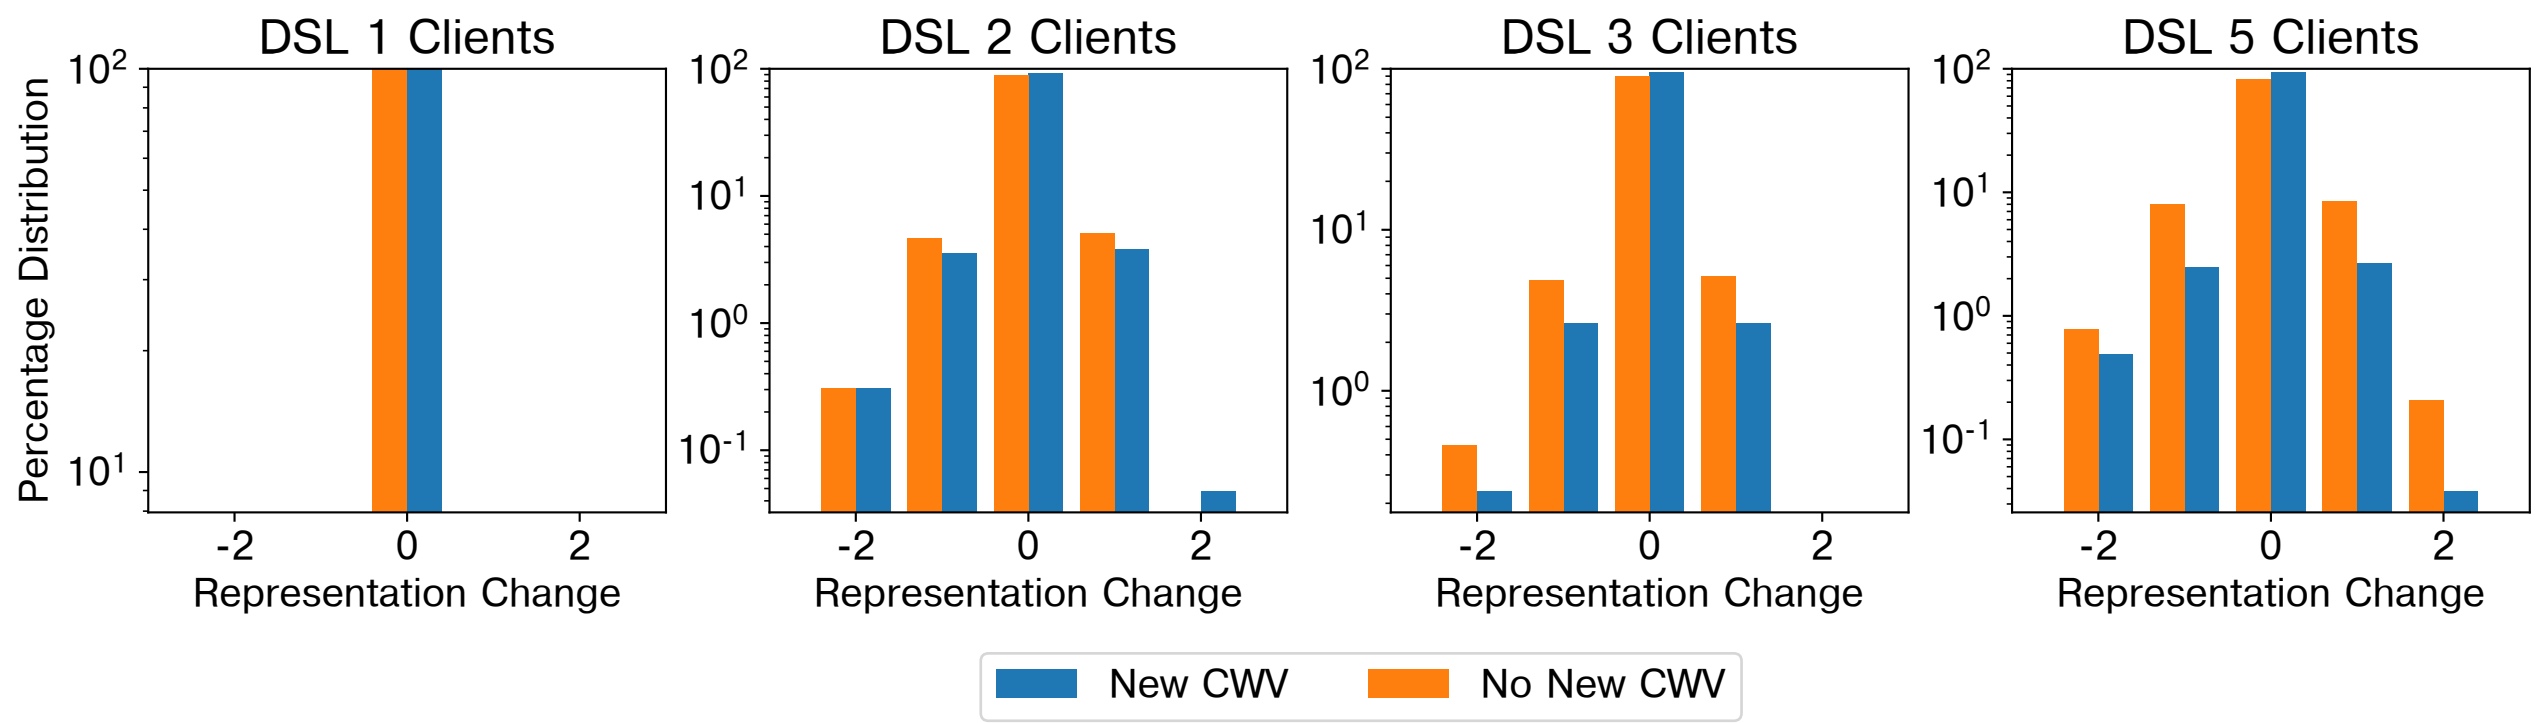 DSL 1 Clients
DSL 2 Clients
DSL 3 Clients
DSL 5 Clients
Percentage Distribution
10²
10¹
-2 0 2
Representation Change
10²
10¹
10⁰
10⁻¹
-2 0 2
Representation Change
10²
10¹
10⁰
-2 0 2
Representation Change
10²
10¹
10⁰
10⁻¹
-2 0 2
Representation Change
New CWV
No New CWV